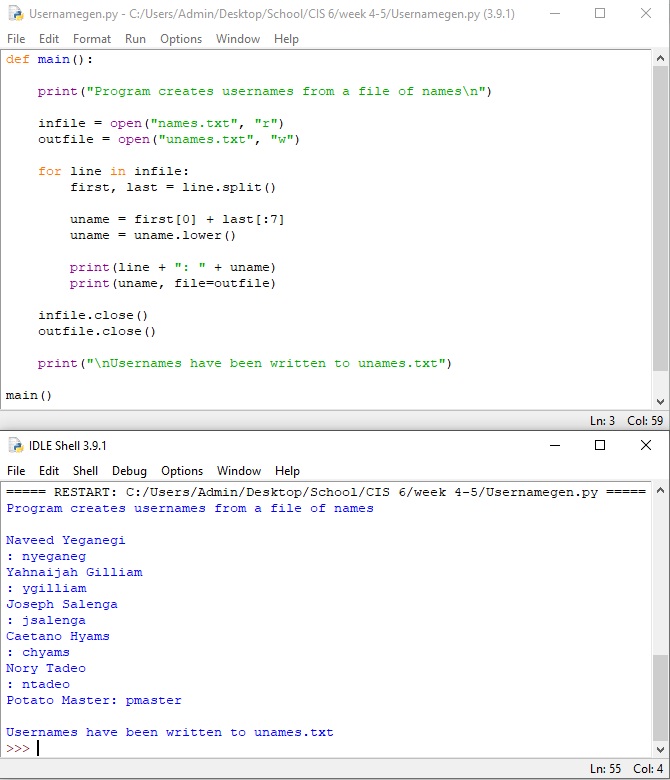 Usernamegen.py - C:/Users/Admin/Desktop/School/CIS 6/week 4-5/Usernamegen.py (3.9.1)
File Edit Format Run Options Window Help
def main():
    print("Program creates usernames from a file of names\n")
    infile = open("names.txt", "r")
    outfile = open("unames.txt", "w")
    for line in infile:
        first, last = line.split()
        uname = first[0] + last[:7]
        uname = uname.lower()
        print(line + ": " + uname)
        print(uname, file=outfile)
    infile.close()
    outfile.close()
    print("\nUsernames have been written to unames.txt")
main()
Ln: 3 Col: 59
IDLE Shell 3.9.1
File Edit Shell Debug Options Window Help
===== RESTART: C:/Users/Admin/Desktop/School/CIS 6/week 4-5/Usernamegen.py =====
Program creates usernames from a file of names
Naveed Yeganegi
: nyeganeg
Yahnaijah Gilliam
: ygilliam
Joseph Salenga
: jsalenga
Caetano Hyams
: chyams
Nory Tadeo
: ntadeo
Potato Master: pmaster
Usernames have been written to unames.txt
>>>
Ln: 55 Col: 4